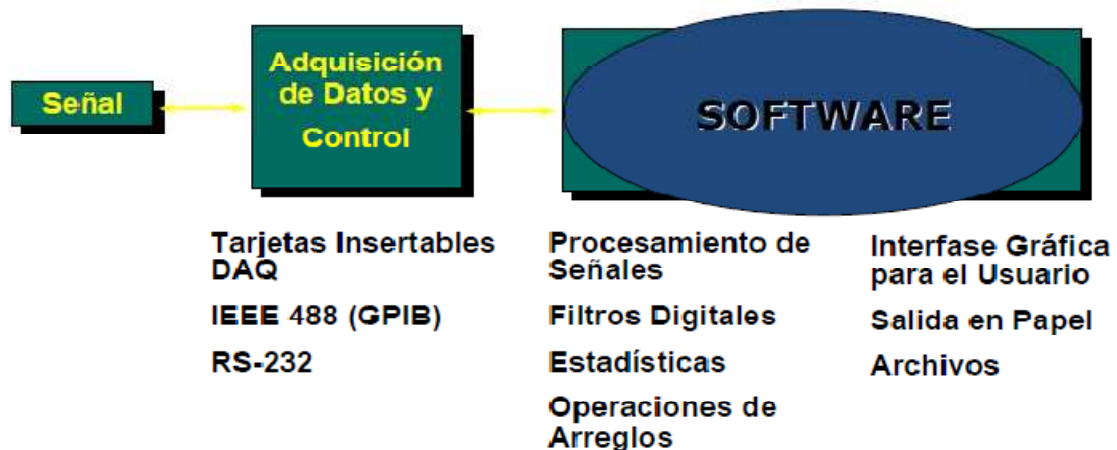 Señal
Adquisición
de Datos y
Control
SOFTWARE
Tarjetas Insertables
DAQ
IEEE 488 (GPIB)
RS-232
Procesamiento de
Señales
Filtros Digitales
Estadísticas
Operaciones de
Arreglos
Interfase Gráfica
para el Usuario
Salida en Papel
Archivos